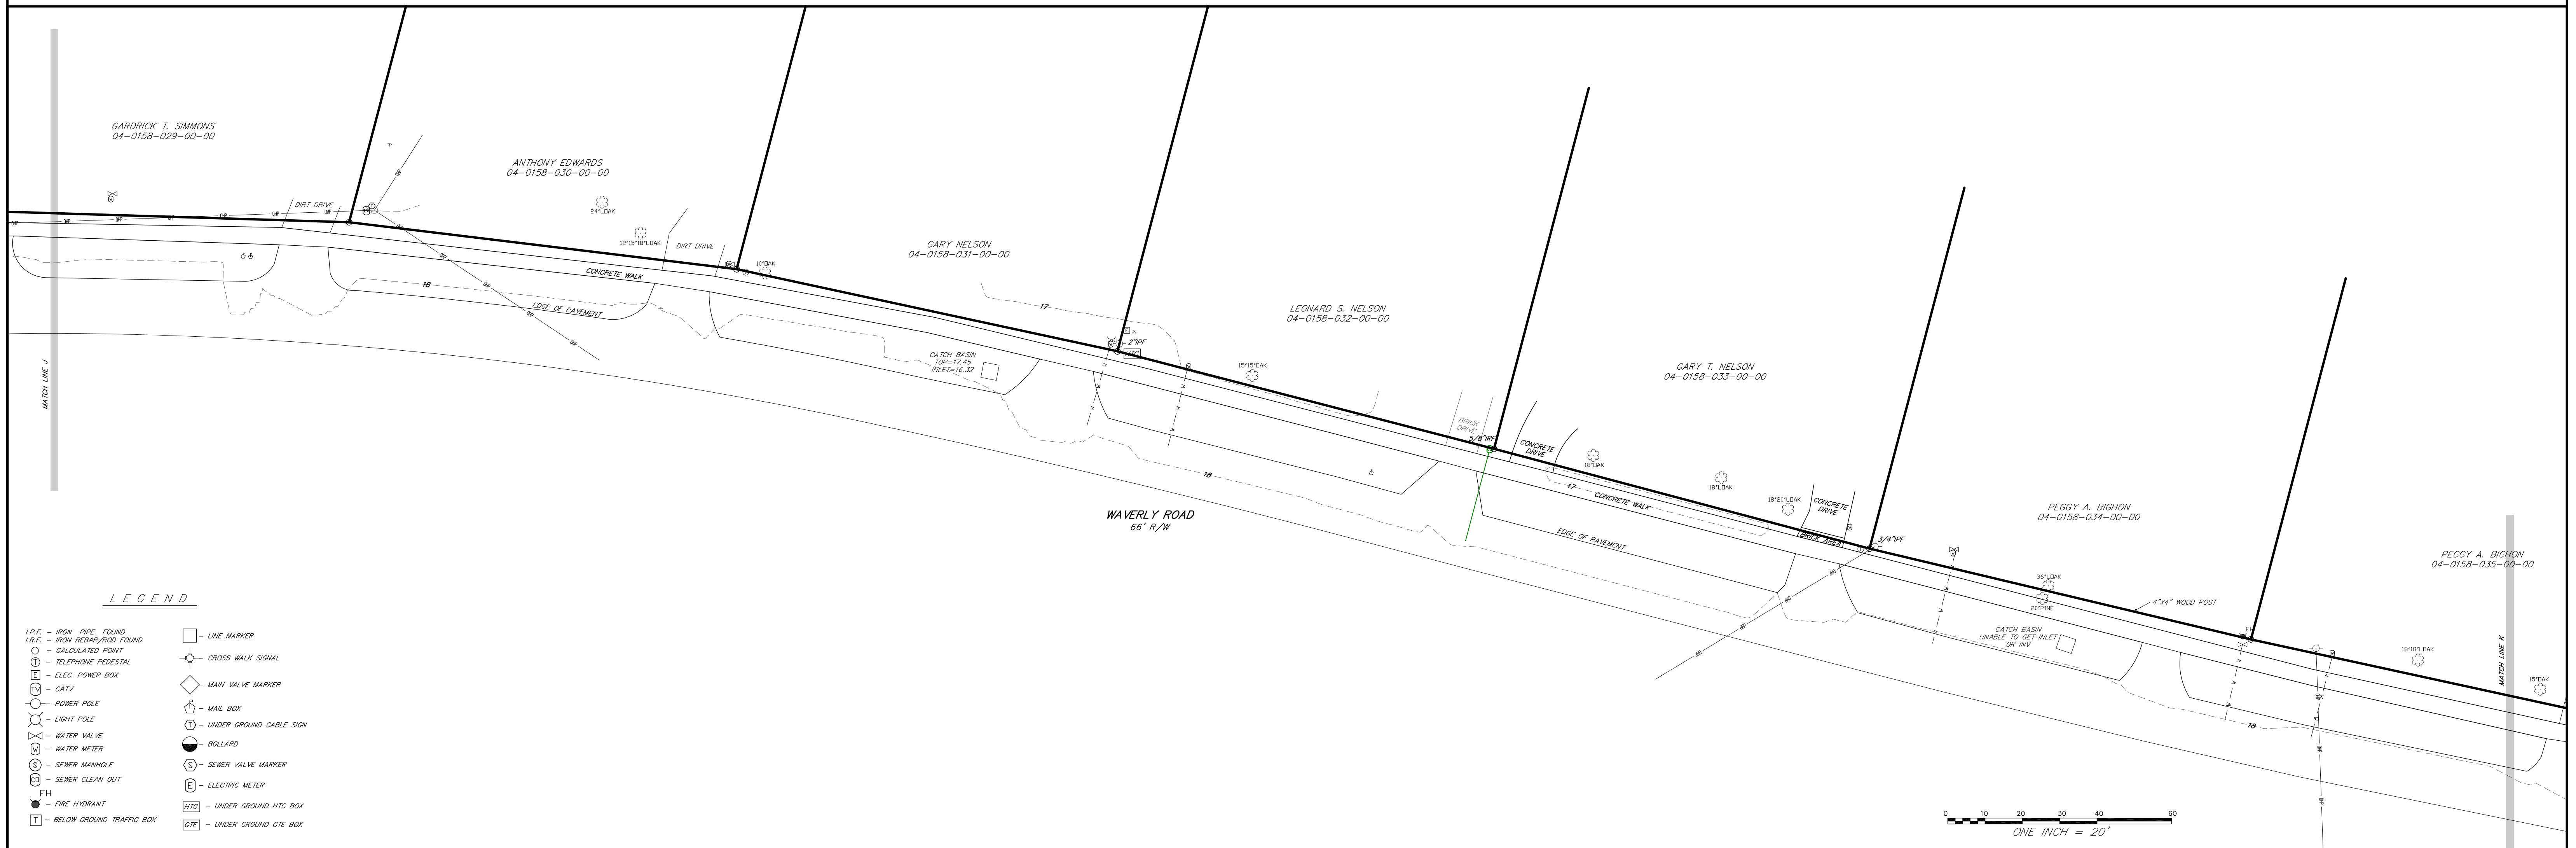 GARDRICK T. SIMMONS
04-0158-029-00-00
ANTHONY EDWARDS
04-0158-030-00-00
GARY NELSON
04-0158-031-00-00
LEONARD S. NELSON
04-0158-032-00-00
GARY T. NELSON
04-0158-033-00-00
PEGGY A. BIGHON
04-0158-034-00-00
PEGGY A. BIGHON
04-0158-035-00-00
MATCH LINE J
DIRT DRIVE
24"LOAK
12"15"18"LOAK
DIRT DRIVE
10"OAK
CONCRETE WALK
18
EDGE OF PAVEMENT
17
CATCH BASIN
TOP=17.45
INLET=16.32
2"IPF
HTC
15"15"OAK
18
BRICK
DRIVE
5/8"IRF
CONCRETE
DRIVE
18"OAK
17
CONCRETE WALK
18"LOAK
18"20"LOAK
CONCRETE
DRIVE
BRICK AREA
3/4"IPF
EDGE OF PAVEMENT
WAVERLY ROAD
66' R/W
36"LOAK
20"PINE
4"X4" WOOD POST
CATCH BASIN
UNABLE TO GET INLET
OR INV
18"18"LOAK
18
15"OAK
MATCH LINE K
LEGEND
I.P.F. - IRON PIPE FOUND
I.R.F. - IRON REBAR/ROD FOUND
- CALCULATED POINT
T - TELEPHONE PEDESTAL
E - ELEC. POWER BOX
TV - CATV
- POWER POLE
- LIGHT POLE
- WATER VALVE
W - WATER METER
S - SEWER MANHOLE
CO - SEWER CLEAN OUT
FH
- FIRE HYDRANT
T - BELOW GROUND TRAFFIC BOX
- LINE MARKER
- CROSS WALK SIGNAL
- MAIN VALVE MARKER
- MAIL BOX
T - UNDER GROUND CABLE SIGN
- BOLLARD
S - SEWER VALVE MARKER
E - ELECTRIC METER
HTC - UNDER GROUND HTC BOX
GTE - UNDER GROUND GTE BOX
0 10 20 30 40 60
ONE INCH = 20'